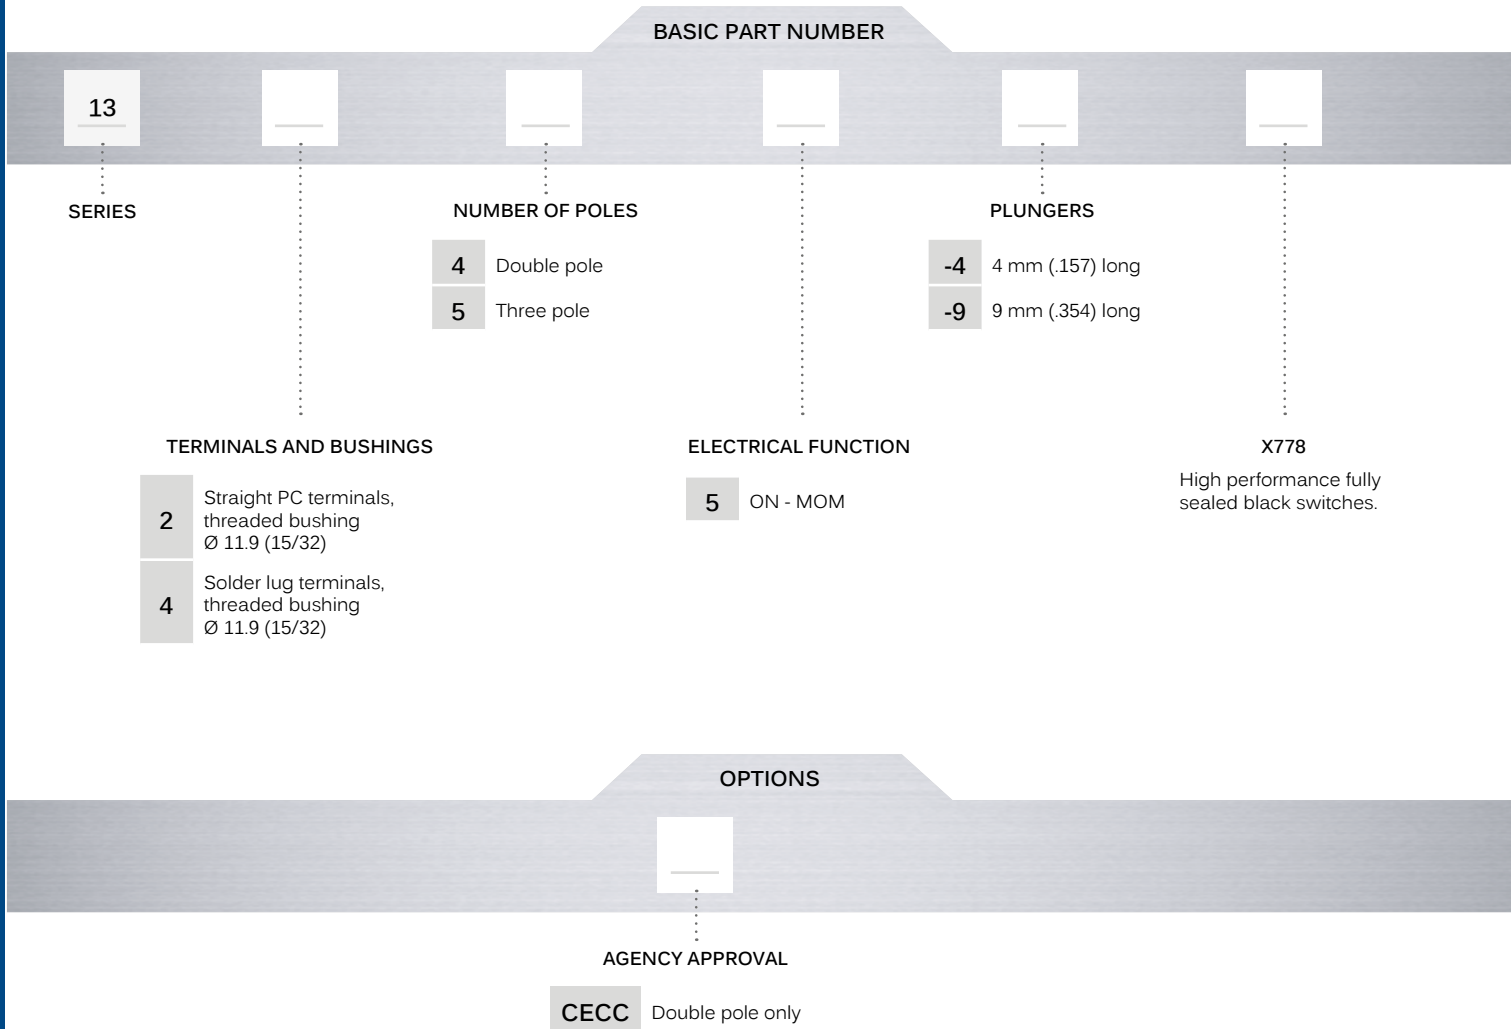 BASIC PART NUMBER
13
SERIES
NUMBER OF POLES
4 Double pole
5 Three pole
PLUNGERS
-4 4 mm (.157) long
-9 9 mm (.354) long
TERMINALS AND BUSHINGS
2 Straight PC terminals,
threaded bushing
Ø 11.9 (15/32)
4 Solder lug terminals,
threaded bushing
Ø 11.9 (15/32)
ELECTRICAL FUNCTION
5 ON - MOM
X778
High performance fully
sealed black switches.
OPTIONS
AGENCY APPROVAL
CECC Double pole only